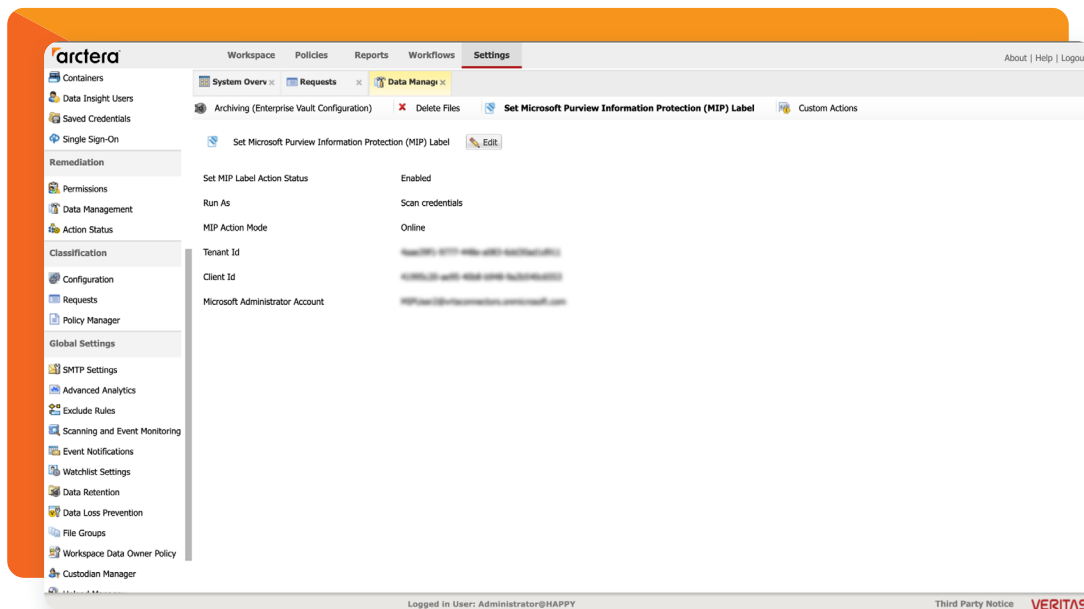 arctera
Workspace Policies Reports Workflows Settings
About | Help | Logou
System Overv Requests Data Manage
Archiving (Enterprise Vault Configuration) Delete Files Set Microsoft Purview Information Protection (MIP) Label Custom Actions
Containers
Data Insight Users
Saved Credentials
Single Sign-On
Remediation
Permissions
Data Management
Action Status
Classification
Configuration
Requests
Policy Manager
Global Settings
SMTP Settings
Advanced Analytics
Exclude Rules
Scanning and Event Monitoring
Event Notifications
Watchlist Settings
Data Retention
Data Loss Prevention
File Groups
Workspace Data Owner Policy
Custodian Manager
Set Microsoft Purview Information Protection (MIP) Label Edit
Set MIP Label Action Status Enabled
Run As Scan credentials
MIP Action Mode Online
Tenant Id
Client Id
Microsoft Administrator Account
Logged in User: Administrator@HAPPY
Third Party Notice VERITAS